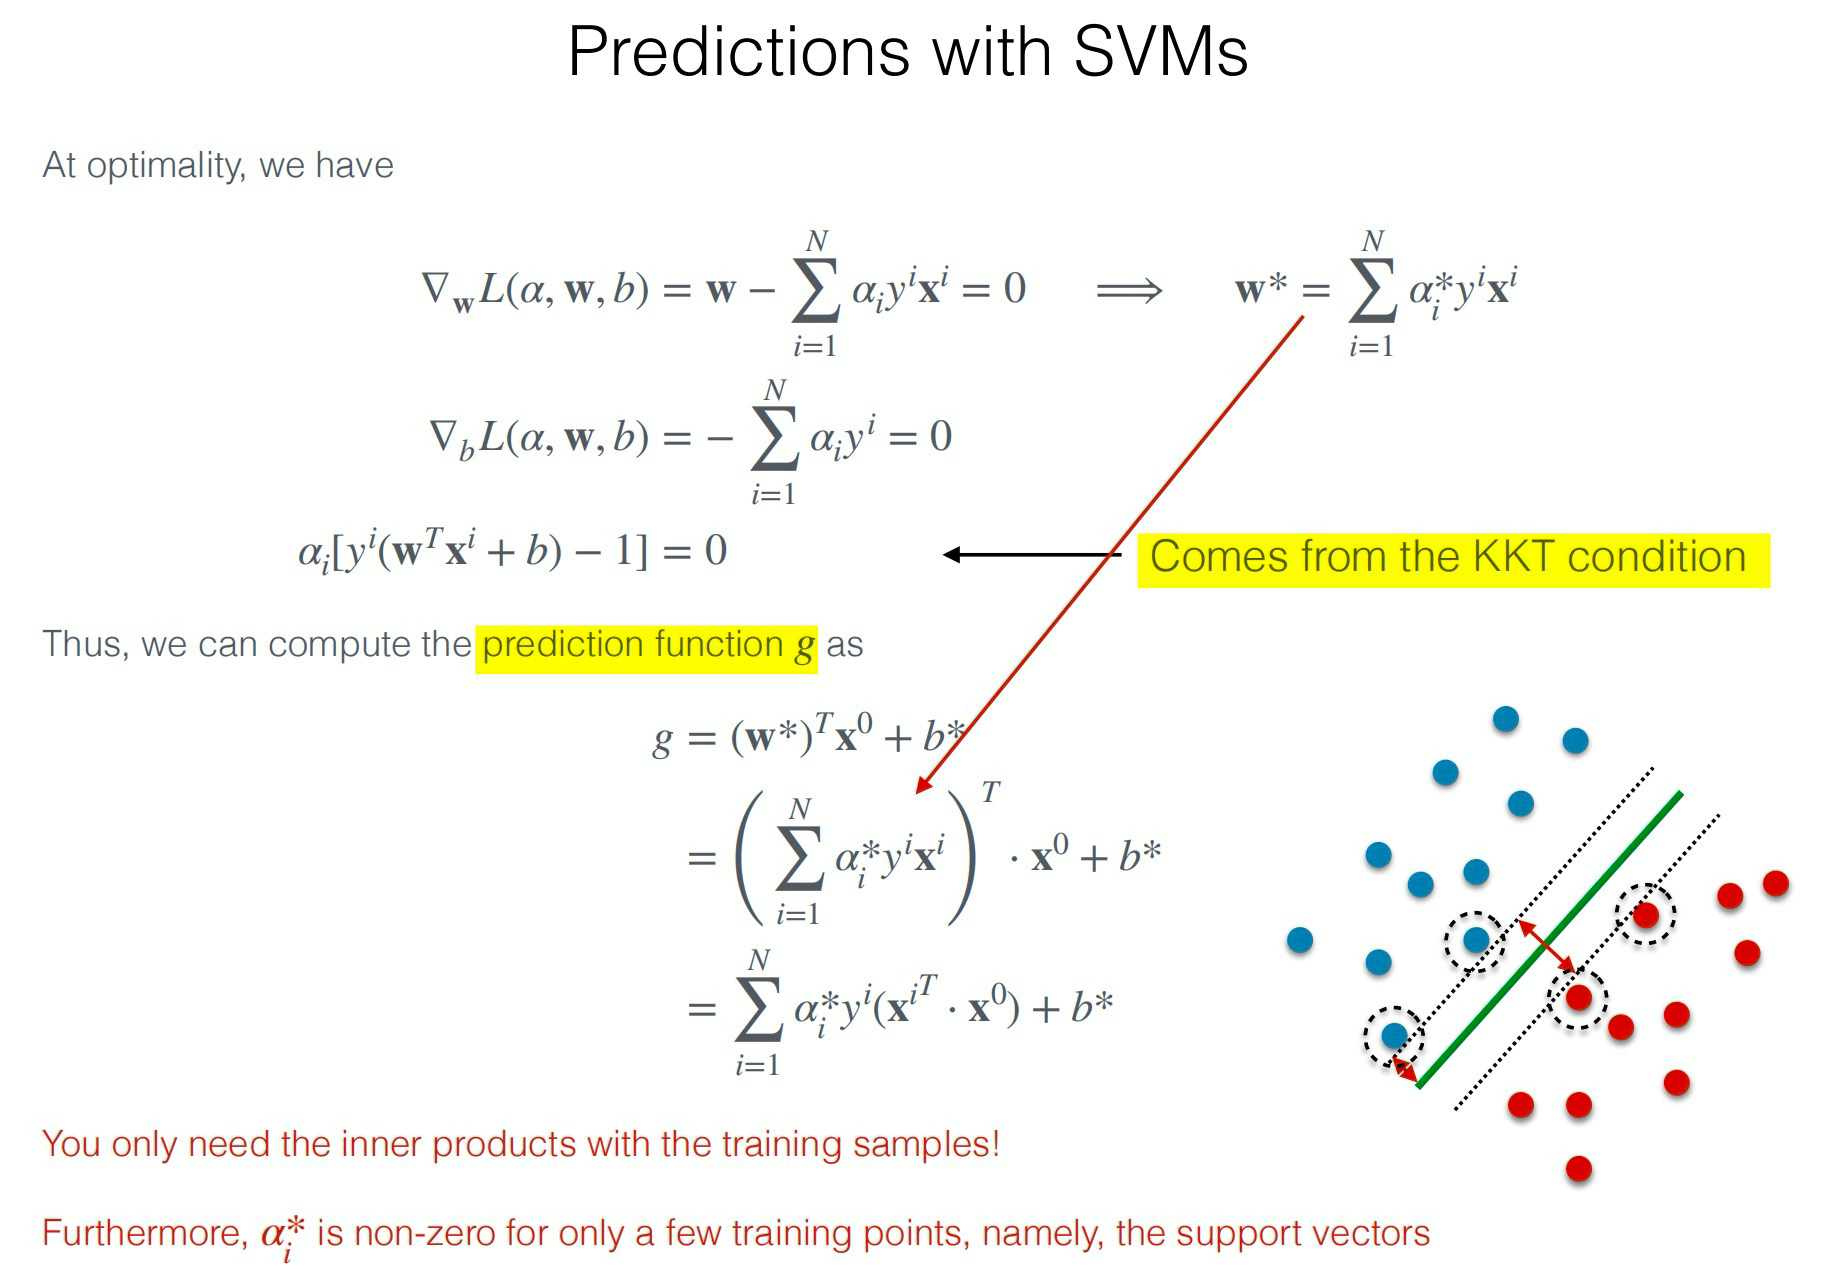 Predictions with SVMs
At optimality, we have
∇_w L(α, w, b) = w − ∑_{i=1}^{N} α_i y^i x^i = 0 ⟹ w* = ∑_{i=1}^{N} α_i^* y^i x^i
∇_b L(α, w, b) = − ∑_{i=1}^{N} α_i y^i = 0
α_i[y^i(w^T x^i + b) − 1] = 0 Comes from the KKT condition
Thus, we can compute the prediction function g as
g = (w*)^T x^0 + b*
= (∑_{i=1}^{N} α_i^* y^i x^i)^T · x^0 + b*
= ∑_{i=1}^{N} α_i^* y^i (x^{iT} · x^0) + b*
You only need the inner products with the training samples!
Furthermore, α_i^* is non-zero for only a few training points, namely, the support vectors